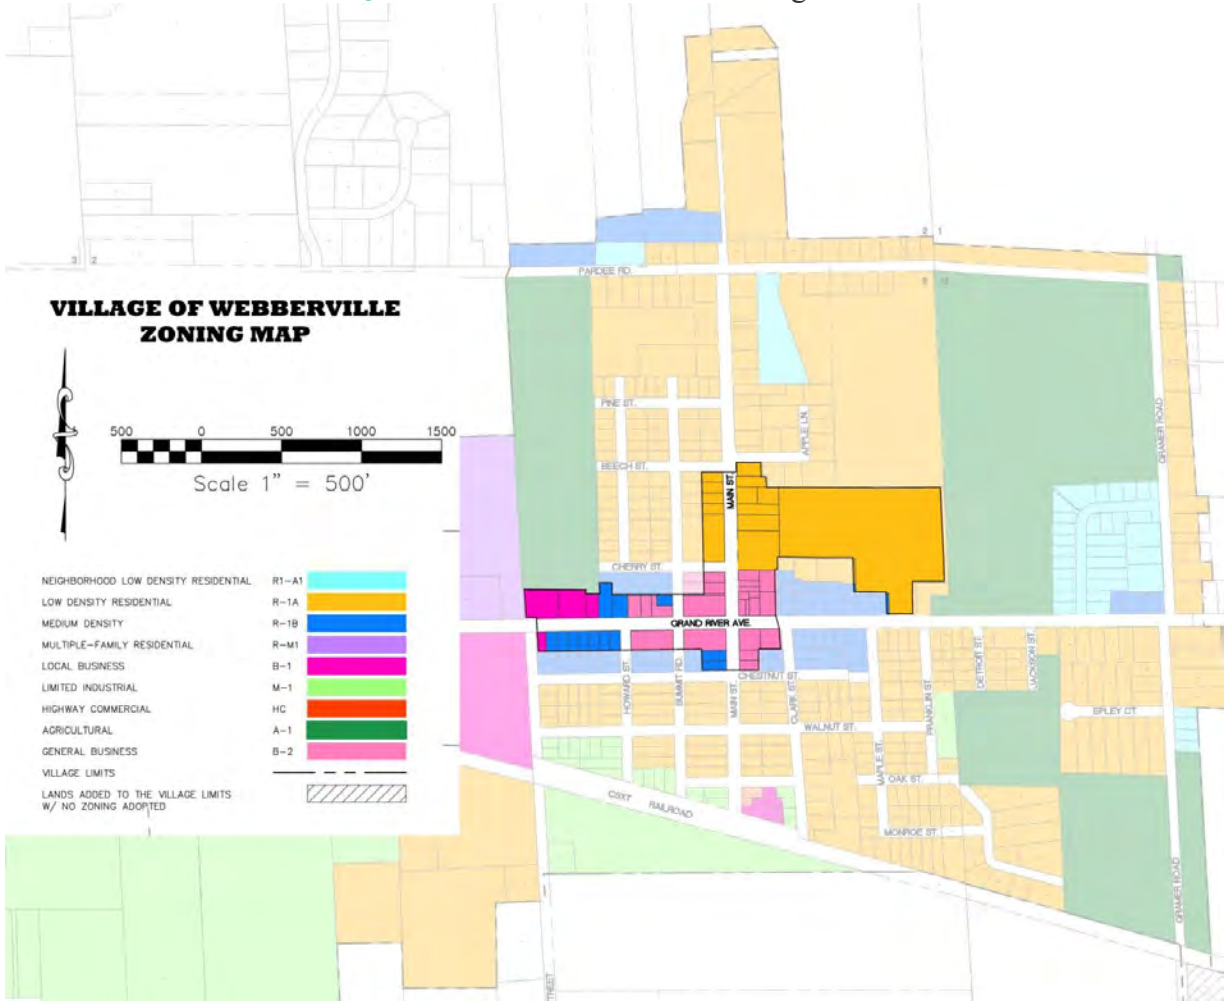 VILLAGE OF WEBBERVILLE
ZONING MAP
500 0 500 1000 1500
Scale 1" = 500'
NEIGHBORHOOD LOW DENSITY RESIDENTIAL R1-A1
LOW DENSITY RESIDENTIAL R-1A
MEDIUM DENSITY R-1B
MULTIPLE-FAMILY RESIDENTIAL R-M1
LOCAL BUSINESS B-1
LIMITED INDUSTRIAL M-1
HIGHWAY COMMERCIAL HC
AGRICULTURAL A-1
GENERAL BUSINESS B-2
VILLAGE LIMITS
LANDS ADDED TO THE VILLAGE LIMITS
W/ NO ZONING ADOPTED
3 2
2 1
PARDEE RD.
PINE ST.
APPLE LN.
BEECH ST.
MAIN ST.
GRAMER ROAD
CHERRY ST.
GRAND RIVER AVE.
HOWARD ST.
SUMMIT RD.
MAIN ST.
CHESTNUT ST.
CLARK ST.
FRANKLIN ST.
DETROIT ST.
JACKSON ST.
WALNUT ST.
EPLEY CT.
MAPLE ST.
OAK ST.
CSXT RAILROAD
MONROE ST.
GRAMER ROAD